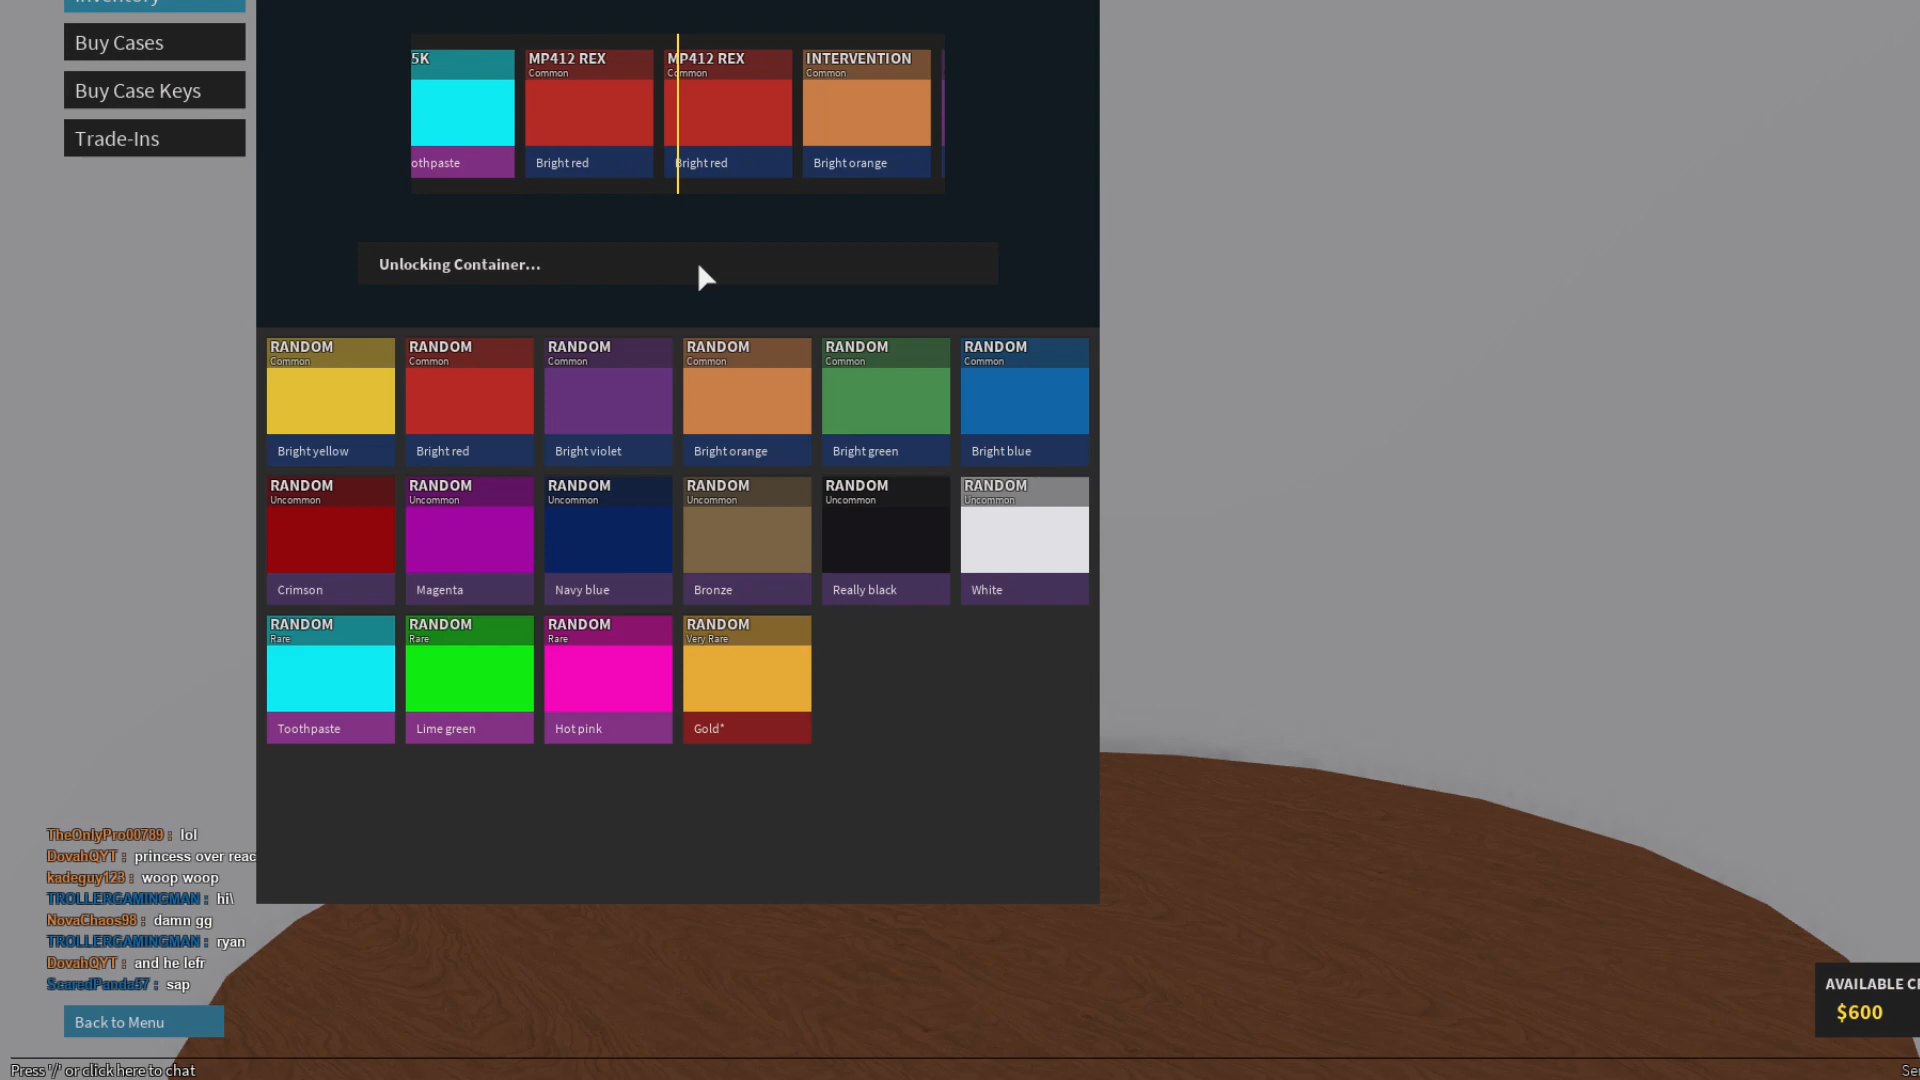 Inventory
Buy Cases
Buy Case Keys
Trade-Ins
5K
othpaste
MP412 REX
Common
Bright red
MP412 REX
Common
Bright red
INTERVENTION
Common
Bright orange
Unlocking Container...
RANDOM
Common
Bright yellow
RANDOM
Common
Bright red
RANDOM
Common
Bright violet
RANDOM
Common
Bright orange
RANDOM
Common
Bright green
RANDOM
Common
Bright blue
RANDOM
Uncommon
Crimson
RANDOM
Uncommon
Magenta
RANDOM
Uncommon
Navy blue
RANDOM
Uncommon
Bronze
RANDOM
Uncommon
Really black
RANDOM
Uncommon
White
RANDOM
Rare
Toothpaste
RANDOM
Rare
Lime green
RANDOM
Rare
Hot pink
RANDOM
Very Rare
Gold*
TheOnlyPro00789 : lol
DovahQYT : princess over reac
kadeguy123 : woop woop
TROLLERGAMINGMAN : hi\
NovaChaos98 : damn gg
TROLLERGAMINGMAN : ryan
DovahQYT : and he lefr
ScaredPanda57 : sap
Back to Menu
Press '/' or click here to chat
AVAILABLE CR
$600
Ser